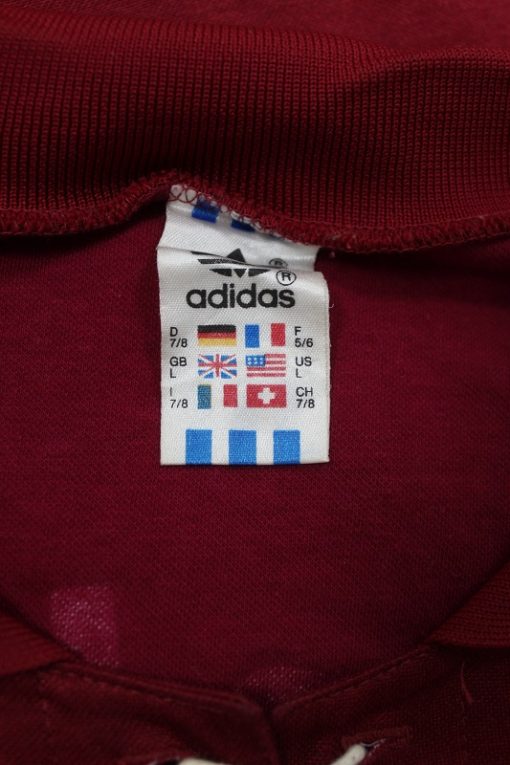 ®
®
adidas
D F
7/8 5/6
GB US
L L
I CH
7/8 7/8